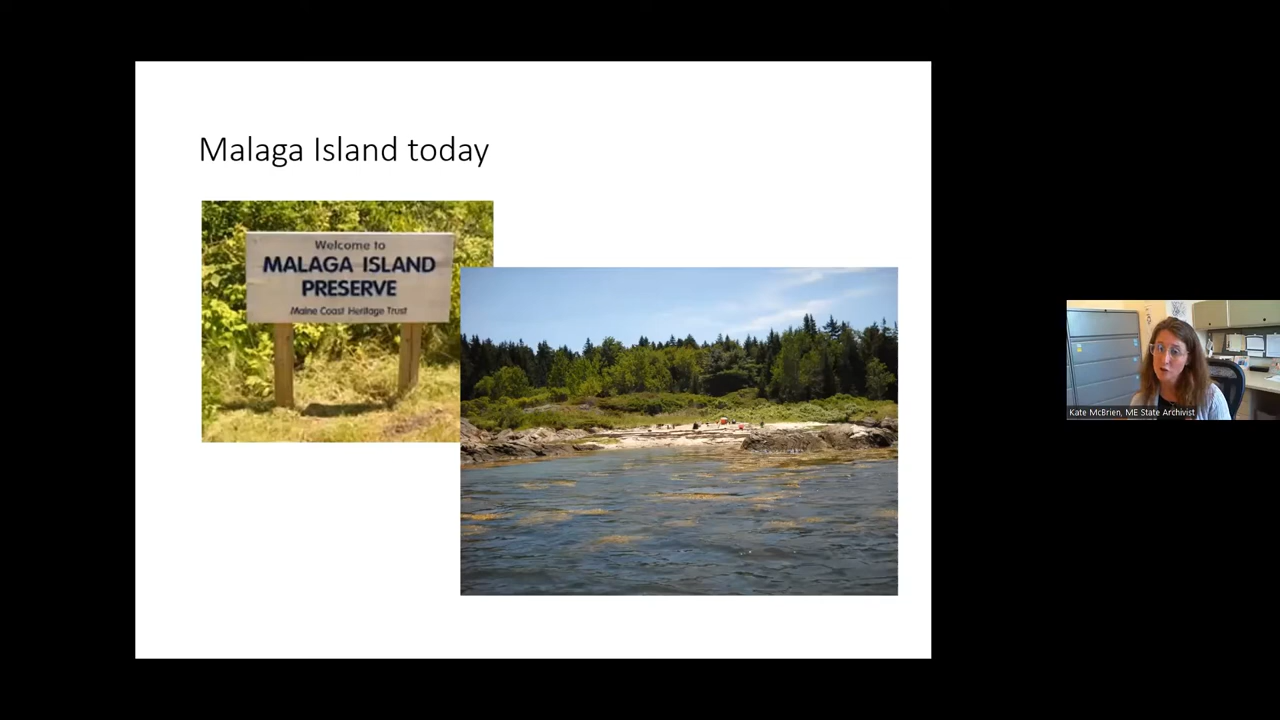 Malaga Island today
Welcome to
MALAGA ISLAND
PRESERVE
Maine Coast Heritage Trust
Kate McBrien, ME State Archivist